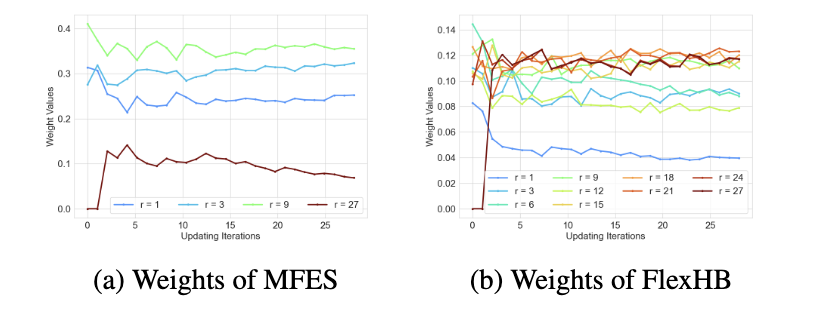 0.4
0.3
0.2
0.1
0.0
Weight Values
0 5 10 15 20 25
Updating Iterations
r = 1 r = 3 r = 9 r = 27
(a) Weights of MFES
0.14
0.12
0.10
0.08
0.06
0.04
0.02
0.00
Weight Values
r = 1 r = 9 r = 18 r = 24
r = 3 r = 12 r = 21 r = 27
r = 6 r = 15
0 5 10 15 20 25
Updating Iterations
(b) Weights of FlexHB